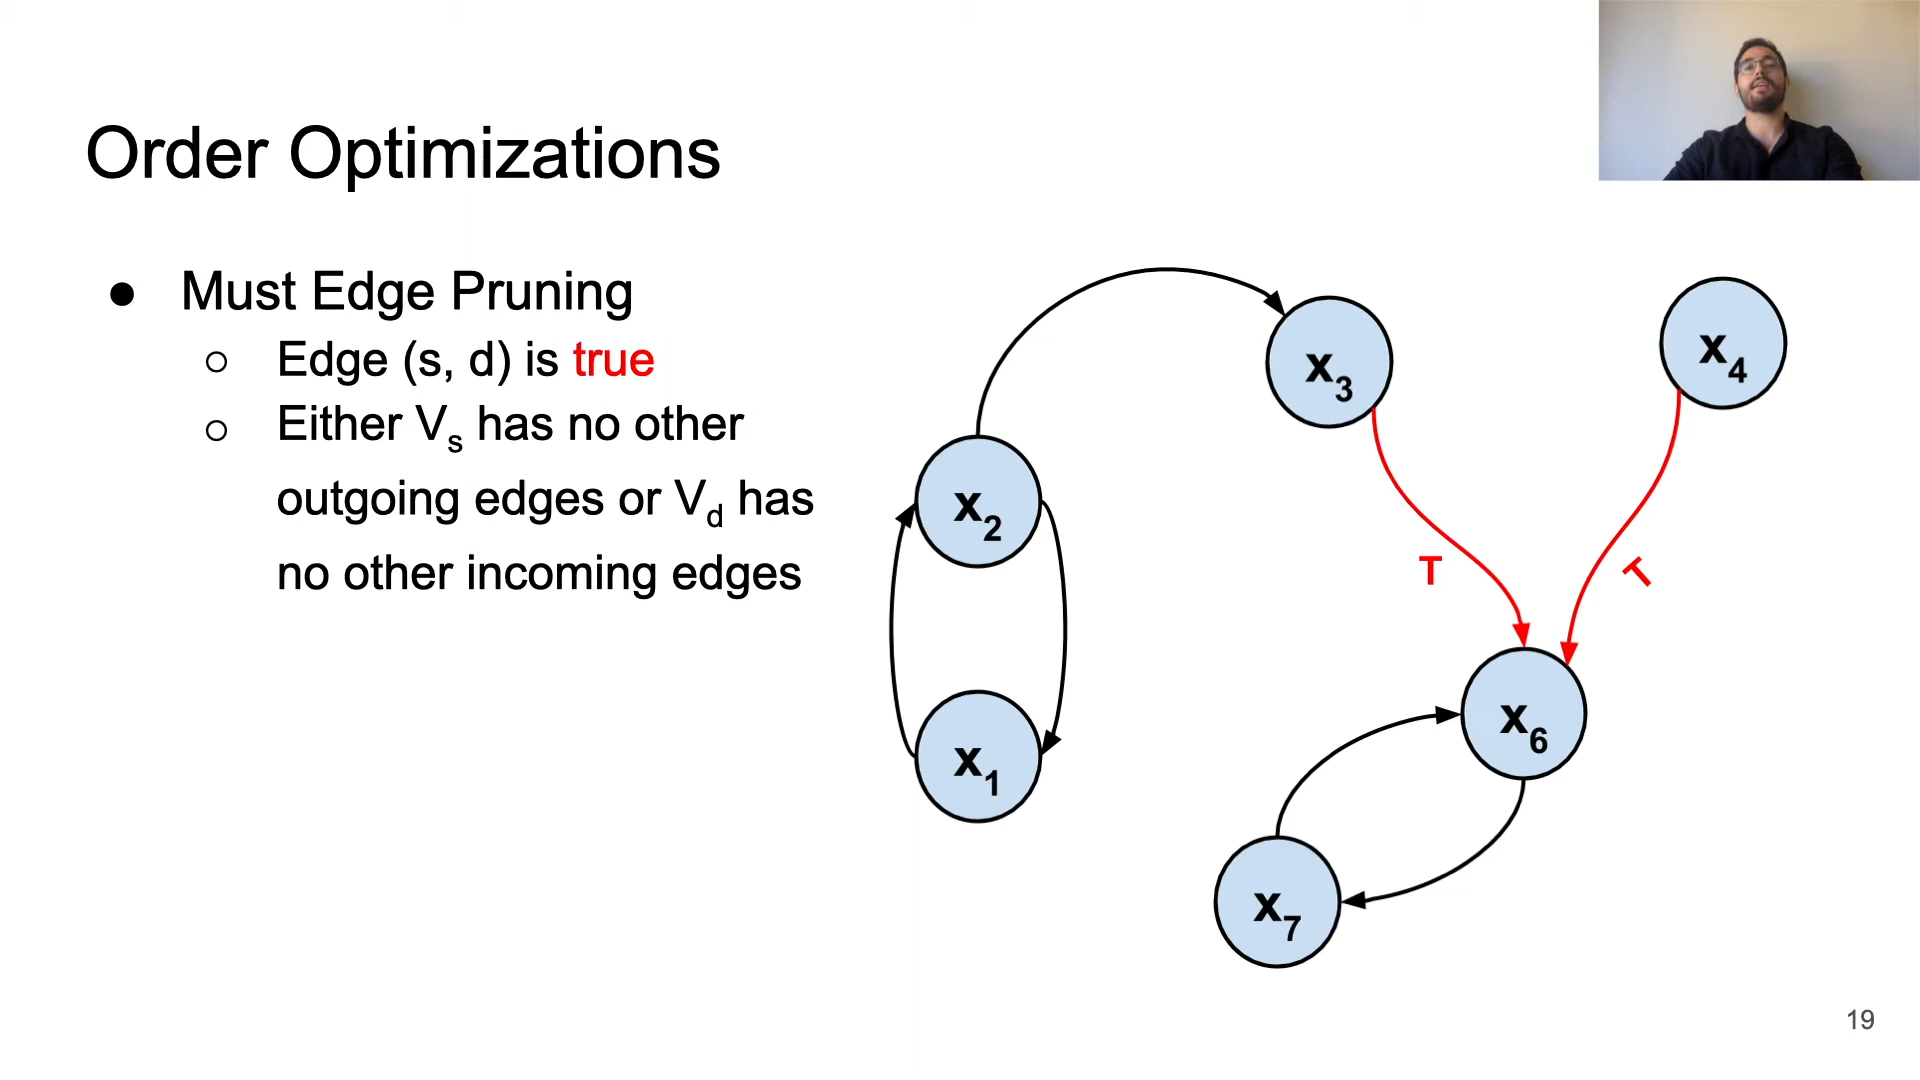 Order Optimizations
● Must Edge Pruning
○ Edge (s, d) is true
○ Either Vₛ has no other
outgoing edges or V_d has
no other incoming edges
x₃
x₄
x₂
T
T
x₆
x₁
x₇
19